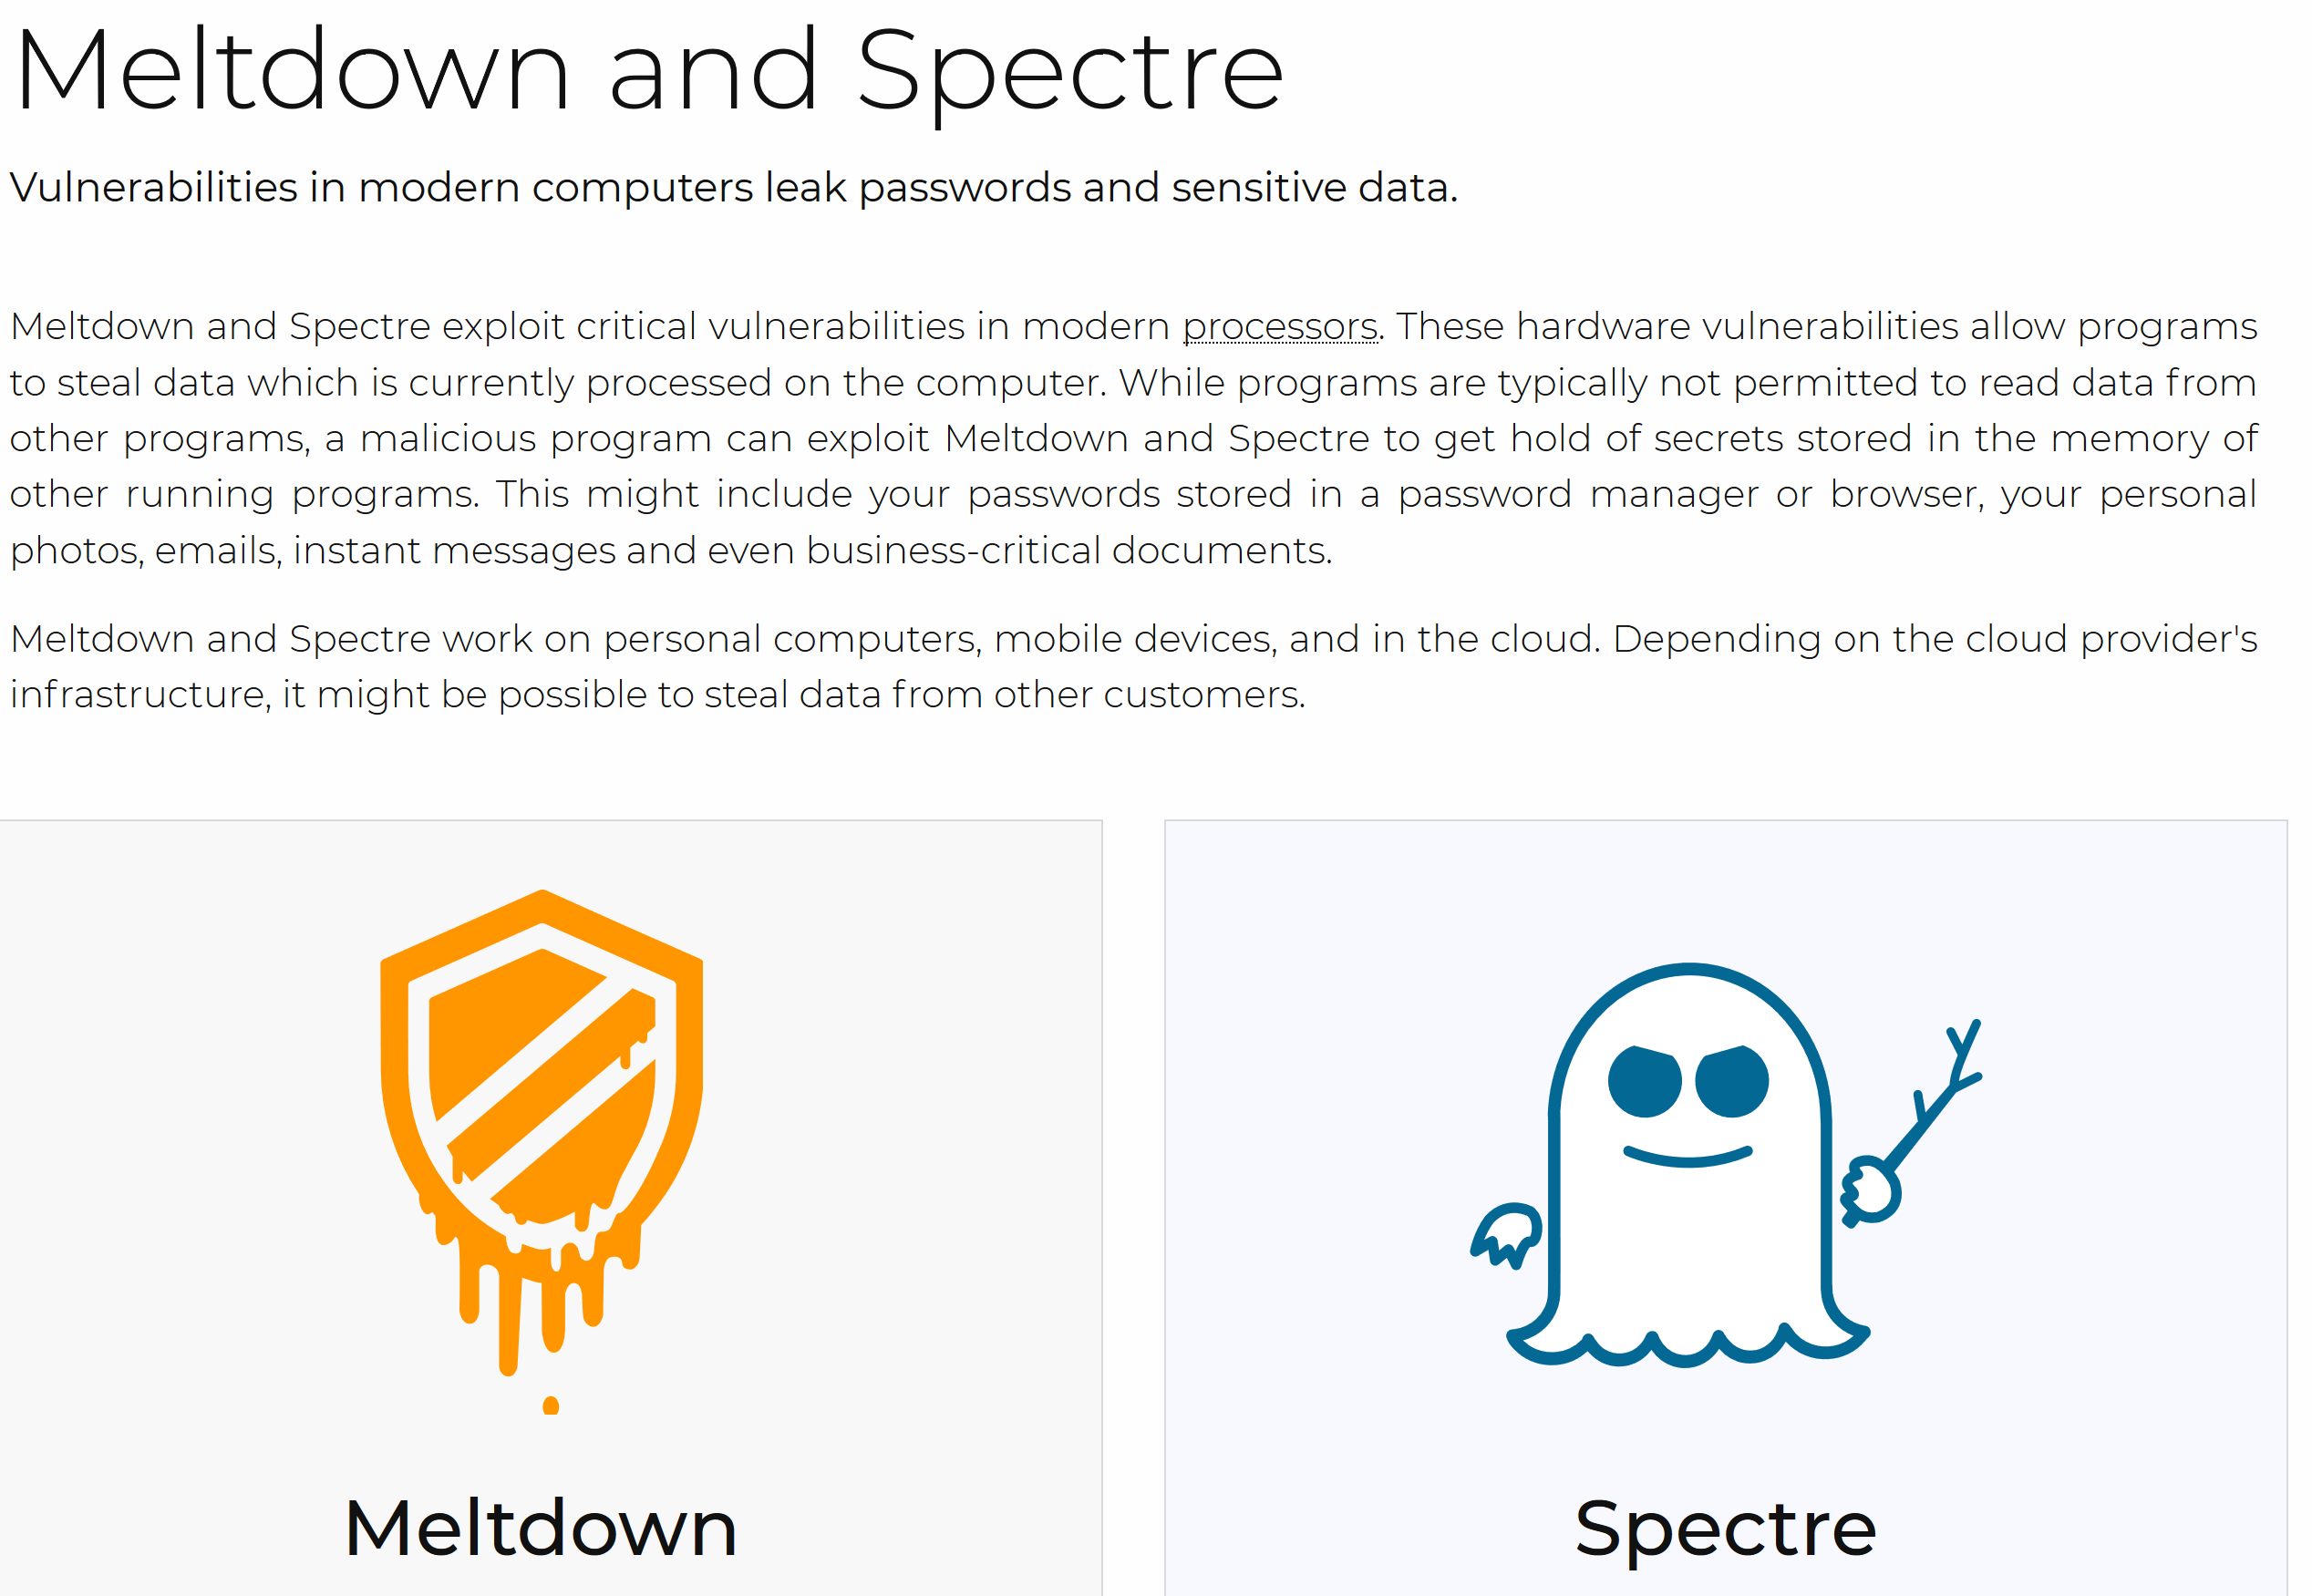 Meltdown and Spectre
Vulnerabilities in modern computers leak passwords and sensitive data.
Meltdown and Spectre exploit critical vulnerabilities in modern processors. These hardware vulnerabilities allow programs
to steal data which is currently processed on the computer. While programs are typically not permitted to read data from
other programs, a malicious program can exploit Meltdown and Spectre to get hold of secrets stored in the memory of
other running programs. This might include your passwords stored in a password manager or browser, your personal
photos, emails, instant messages and even business-critical documents.
Meltdown and Spectre work on personal computers, mobile devices, and in the cloud. Depending on the cloud provider's
infrastructure, it might be possible to steal data from other customers.
Meltdown
Spectre